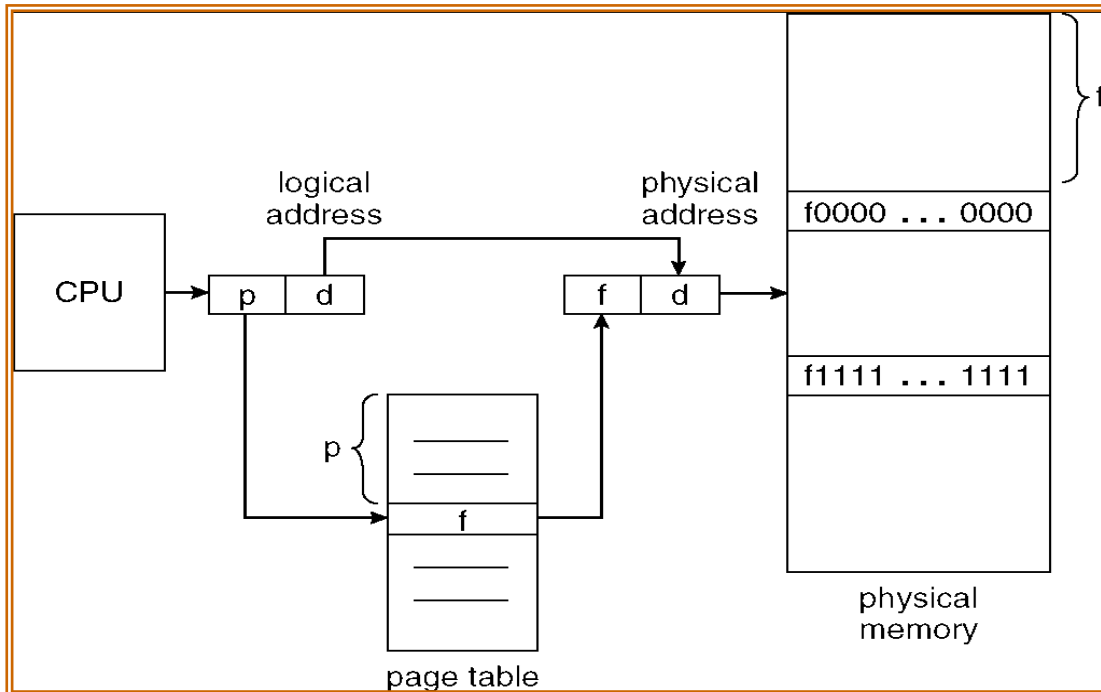 f
logical
address
physical
address
f0000 ... 0000
CPU
p
d
f
d
f1111 ... 1111
p
f
physical
memory
page table